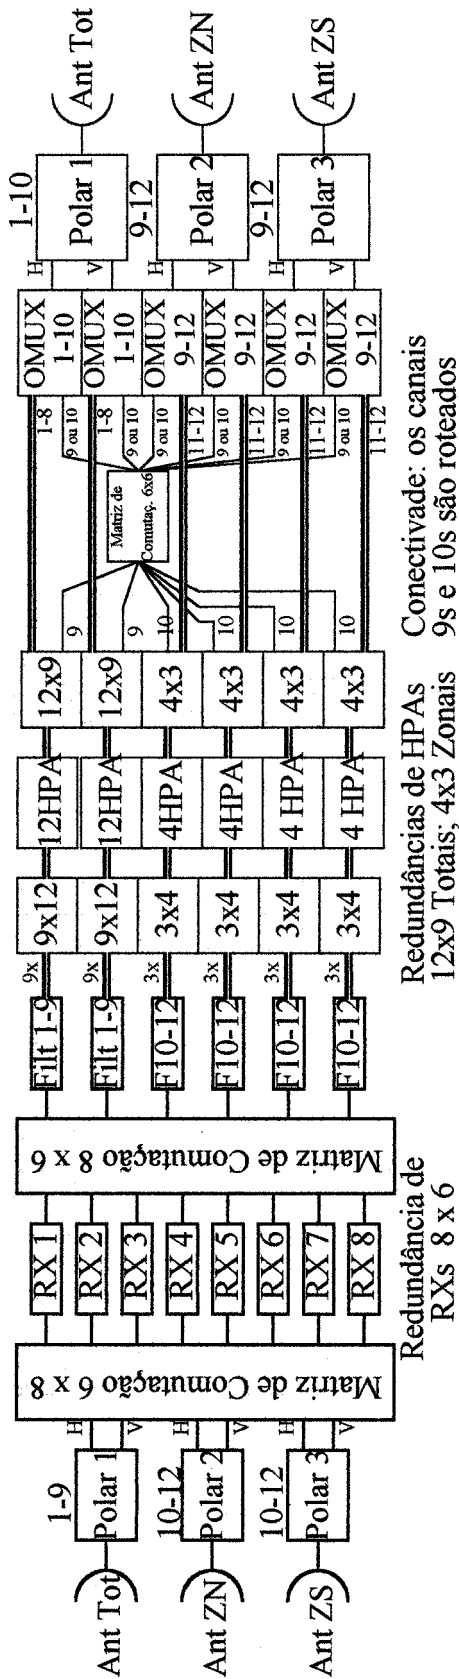 Ant Tot
Ant ZN
Ant ZS
1-9
Polar 1
10-12
Polar 2
10-12
Polar 3
H
V
H
V
H
V
Matriz de Comutação 6 x 8
RX 1
RX 2
RX 3
RX 4
RX 5
RX 6
RX 7
RX 8
Redundância de
RXs 8 x 6
Matriz de Comutação 8 x 6
Filt 1-9
Filt 1-9
F10-12
F10-12
F10-12
F10-12
9x
9x
3x
3x
3x
3x
9x12
9x12
3x4
3x4
3x4
3x4
12HPA
12HPA
4HPA
4HPA
4 HPA
4 HPA
12x9
12x9
4x3
4x3
4x3
4x3
Redundâncias de HPAs
12x9 Totais; 4x3 Zonais
9
9
10
10
10
10
Matriz de
Comutaç. 6x6
1-8
9 ou 10
1-8
9 ou 10
9 ou 10
11-12
9 ou 10
11-12
9 ou 10
11-12
9 ou 10
11-12
Conectivade: os canais
9s e 10s são roteados
OMUX
1-10
OMUX
1-10
OMUX
9-12
OMUX
9-12
OMUX
9-12
OMUX
9-12
H
V
H
V
H
V
1-10
Polar 1
9-12
Polar 2
9-12
Polar 3
Ant Tot
Ant ZN
Ant ZS